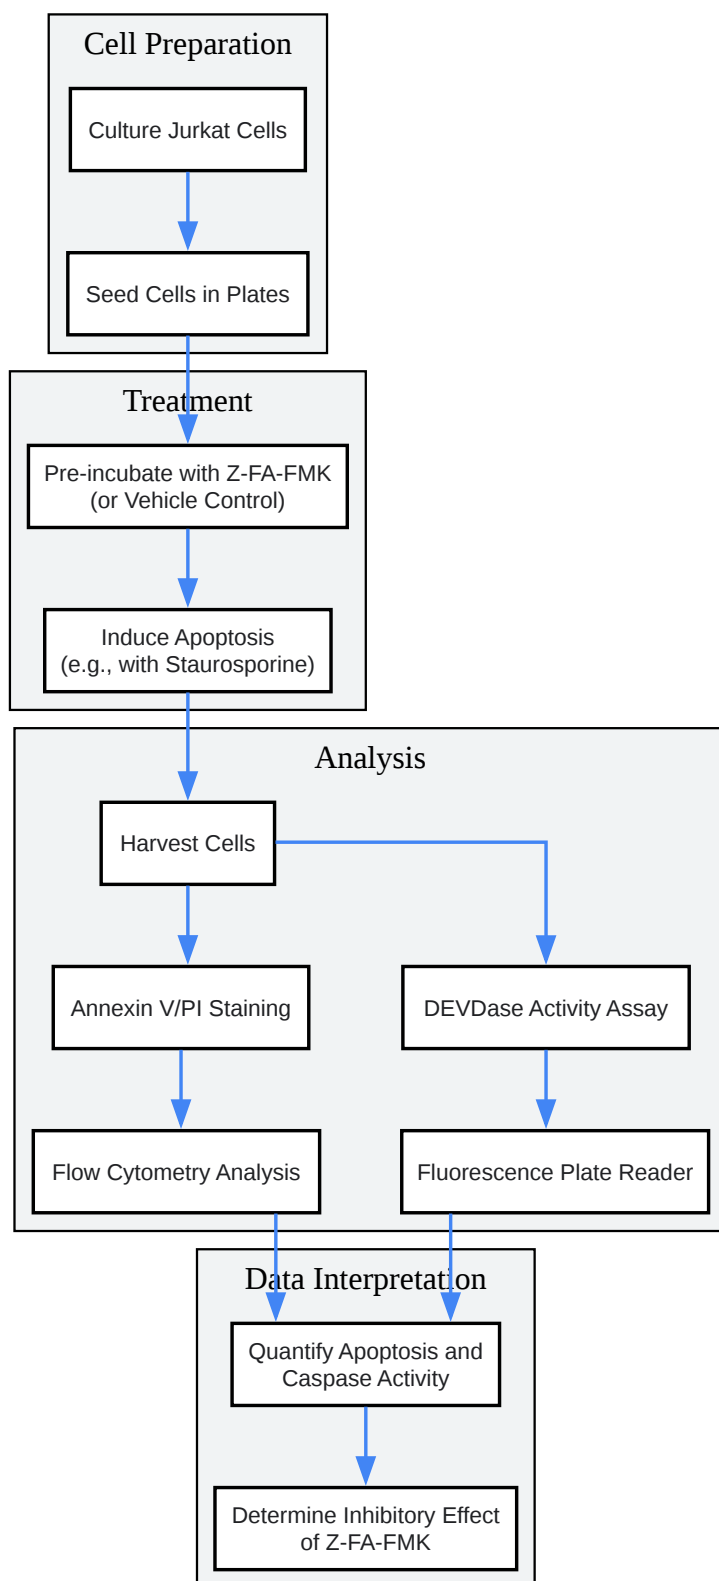 Cell Preparation
Culture Jurkat Cells
Seed Cells in Plates
Treatment
Pre-incubate with Z-FA-FMK
(or Vehicle Control)
Induce Apoptosis
(e.g., with Staurosporine)
Analysis
Harvest Cells
Annexin V/PI Staining
DEVDase Activity Assay
Flow Cytometry Analysis
Fluorescence Plate Reader
Data Interpretation
Quantify Apoptosis and
Caspase Activity
Determine Inhibitory Effect
of Z-FA-FMK